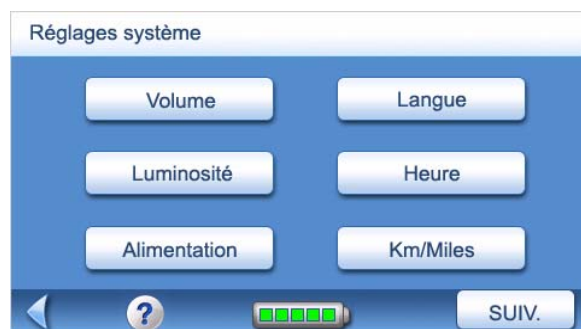 Réglages système
Volume
Langue
Luminosité
Heure
Alimentation
Km/Miles
?
SUIV.